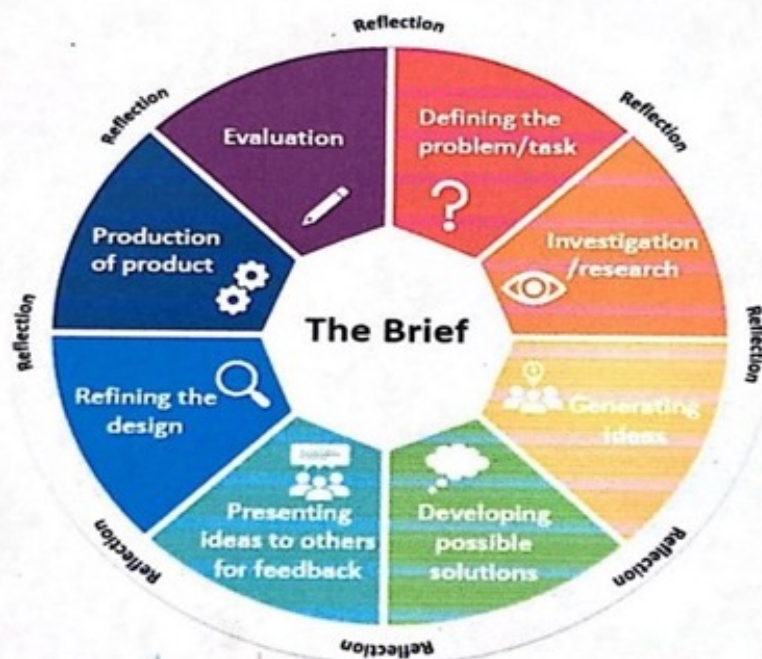 Reflection
Reflection
Reflection
Reflection
Reflection
Reflection
Reflection
Reflection
Defining the
problem/task
Investigation
/research
Generating
ideas
Developing
possible
solutions
Presenting
ideas to others
for feedback
Refining the
design
Production
of product
Evaluation
The Brief